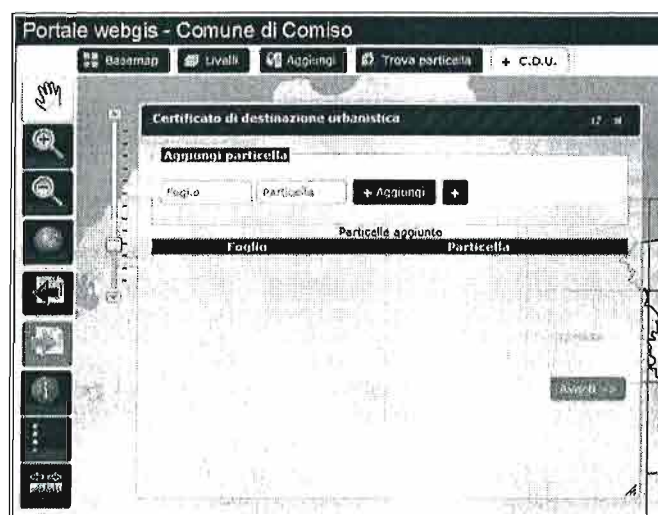 Portale webgis - Comune di Comiso
Basemap Livelli Aggiungi Trova particella + C.D.U.
Certificato di destinazione urbanistica
Aggiungi particella
Foglio Particella + Aggiungi +
Particelle aggiunte
Foglio Particella
Avanti ->